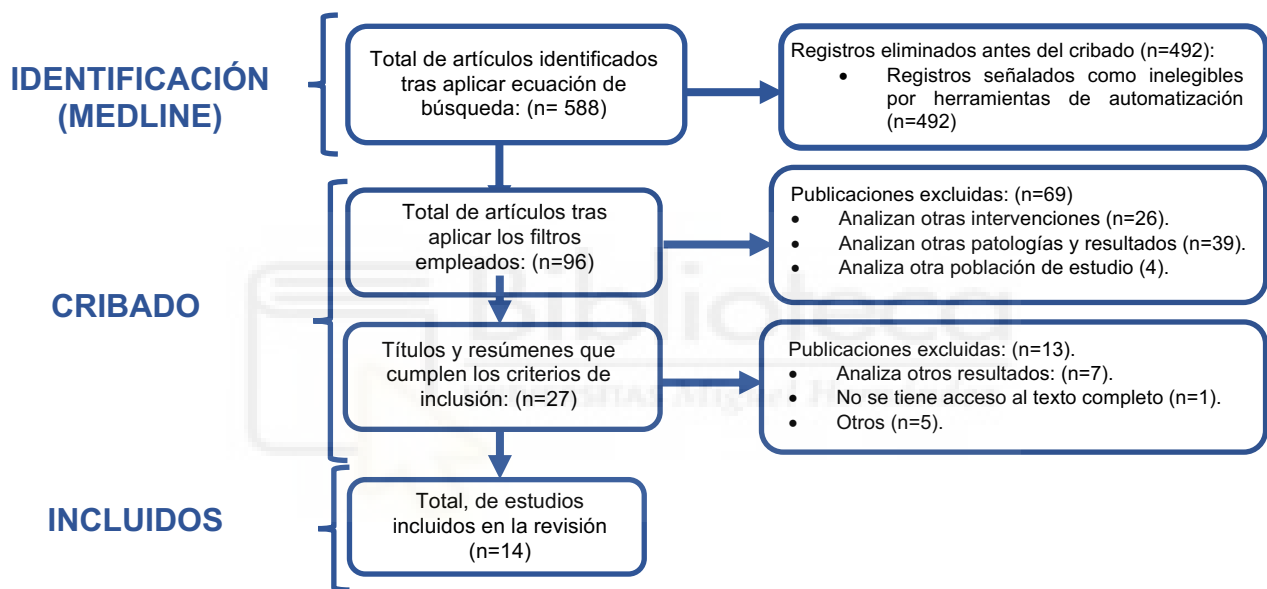 IDENTIFICACIÓN
(MEDLINE)
Total de artículos identificados
tras aplicar ecuación de
búsqueda: (n= 588)
Registros eliminados antes del cribado (n=492):
• Registros señalados como inelegibles
por herramientas de automatización
(n=492)
CRIBADO
Total de artículos tras
aplicar los filtros
empleados: (n=96)
Publicaciones excluidas: (n=69)
• Analizan otras intervenciones (n=26).
• Analizan otras patologías y resultados (n=39).
• Analiza otra población de estudio (4).
Títulos y resúmenes que
cumplen los criterios de
inclusión: (n=27)
Publicaciones excluidas: (n=13).
• Analiza otros resultados: (n=7).
• No se tiene acceso al texto completo (n=1).
• Otros (n=5).
INCLUIDOS
Total, de estudios
incluidos en la revisión
(n=14)
Biblioteca
UNIVERSITAS Miguel Hernández